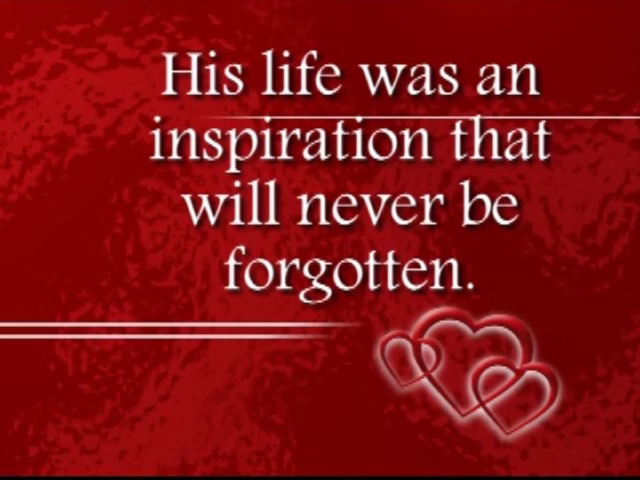 His life was an
inspiration that
will never be
forgotten.